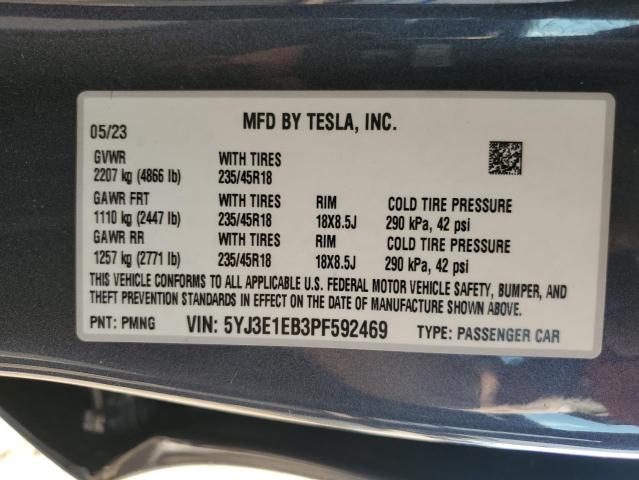 MFD BY TESLA, INC.
05/23
GVWR WITH TIRES
2207 kg (4866 lb) 235/45R18
GAWR FRT WITH TIRES RIM COLD TIRE PRESSURE
1110 kg (2447 lb) 235/45R18 18X8.5J 290 kPa, 42 psi
GAWR RR WITH TIRES RIM COLD TIRE PRESSURE
1257 kg (2771 lb) 235/45R18 18X8.5J 290 kPa, 42 psi
THIS VEHICLE CONFORMS TO ALL APPLICABLE U.S. FEDERAL MOTOR VEHICLE SAFETY, BUMPER, AND
THEFT PREVENTION STANDARDS IN EFFECT ON THE DATE OF MANUFACTURE SHOWN ABOVE.
PNT: PMNG VIN: 5YJ3E1EB3PF592469 TYPE: PASSENGER CAR